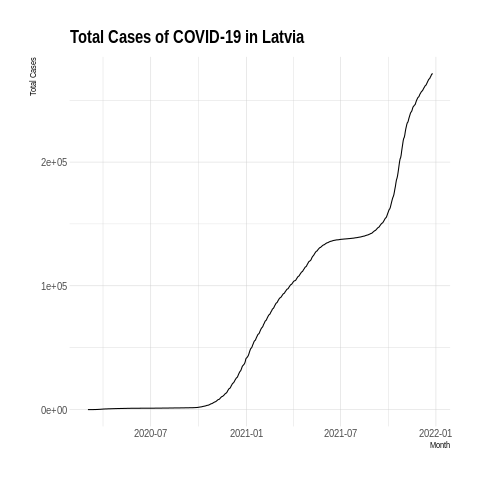 Total Cases of COVID-19 in Latvia
Total Cases
2e+05
1e+05
0e+00
2020-07 2021-01 2021-07 2022-01
Month